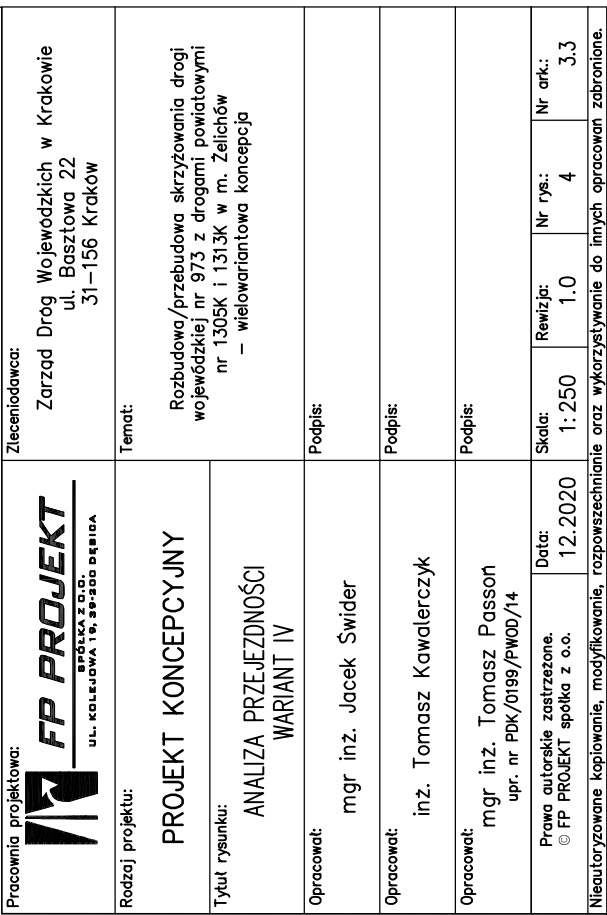 Pracownia projektowa:
FP PROJEKT
SPÓŁKA Z O.O.
UL. KOLEJOWA 19, 39-200 DĘBICA
Zleceniodawca:
Zarząd Dróg Wojewódzkich w Krakowie
ul. Basztowa 22
31-156 Kraków
Rodzaj projektu:
PROJEKT KONCEPCYJNY
Temat:
Rozbudowa/przebudowa skrzyżowania drogi
wojewódzkiej nr 973 z drogami powiatowymi
nr 1305K i 1313K w m. Żelichów
– wielowariantowa koncepcja
Tytuł rysunku:
ANALIZA PRZEJEZDNOŚCI
WARIANT IV
Opracował:
mgr inż. Jacek Świder
Podpis:
Opracował:
inż. Tomasz Kawalerczyk
Podpis:
Opracował:
mgr inż. Tomasz Passoń
upr. nr PDK/0199/PWOD/14
Podpis:
Prawa autorskie zastrzeżone.
© FP PROJEKT spółka z o.o.
Data:
12.2020
Skala:
1:250
Rewizja:
1.0
Nr rys.:
4
Nr ark.:
3.3
Nieautoryzowane kopiowanie, modyfikowanie, rozpowszechnianie oraz wykorzystywanie do innych opracowań zabronione.